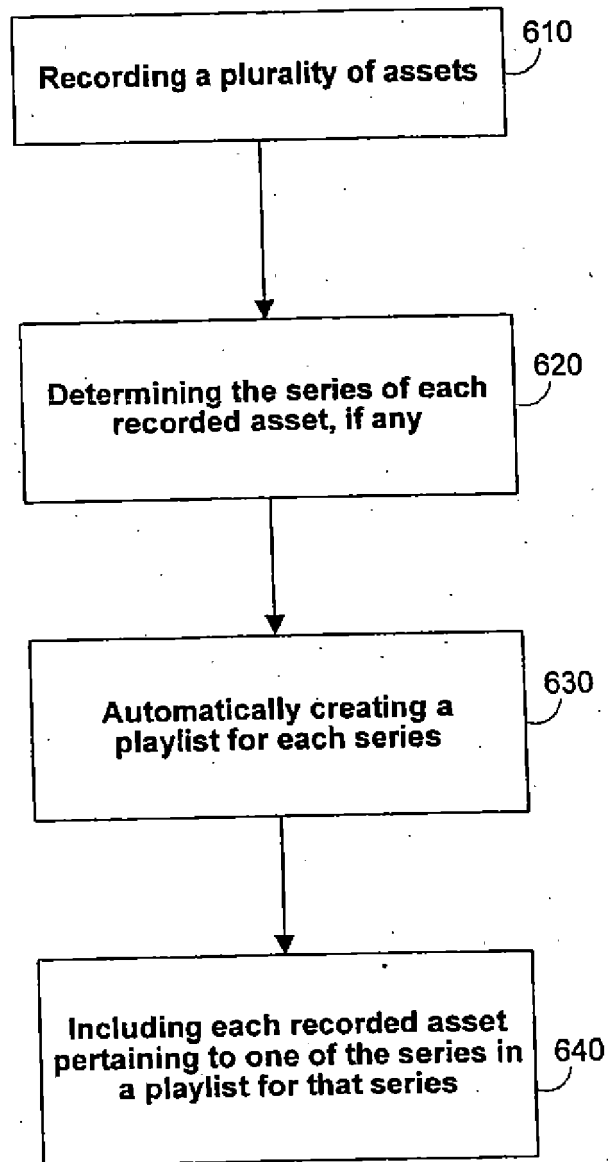 610
Recording a plurality of assets
620
Determining the series of each
recorded asset, if any
630
Automatically creating a
playlist for each series
Including each recorded asset
pertaining to one of the series in
a playlist for that series
640